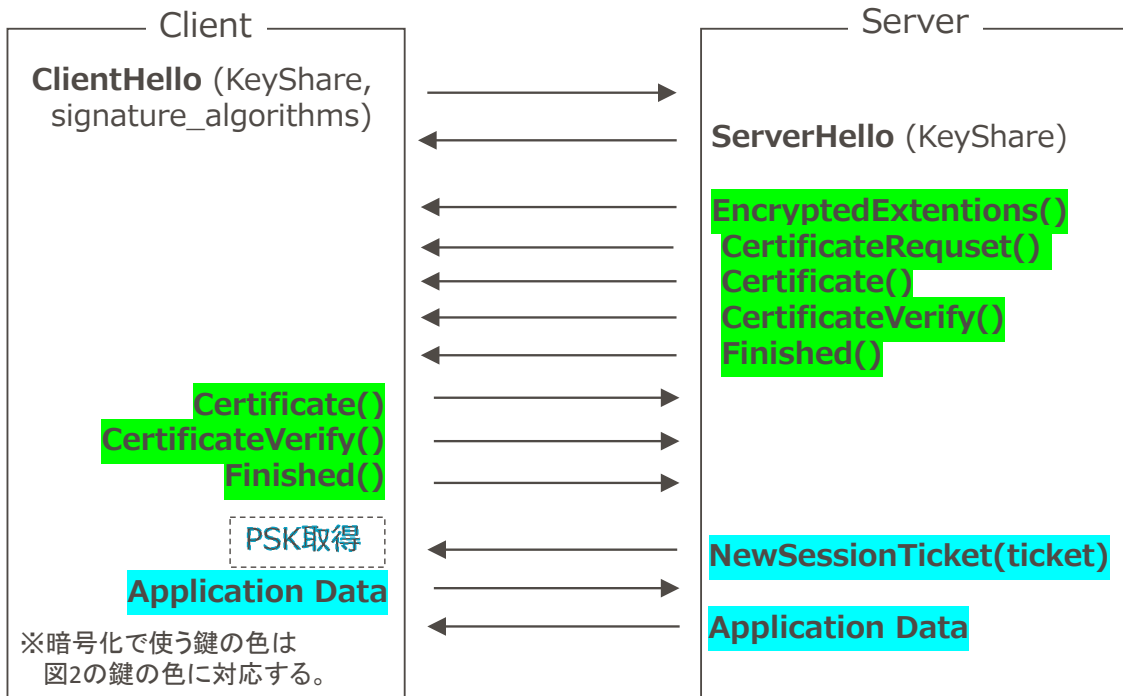 Client
Server
ClientHello (KeyShare,
signature_algorithms)
ServerHello (KeyShare)
EncryptedExtentions()
CertificateRequset()
Certificate()
CertificateVerify()
Finished()
Certificate()
CertificateVerify()
Finished()
PSK取得
NewSessionTicket(ticket)
Application Data
Application Data
※暗号化で使う鍵の色は
図2の鍵の色に対応する。